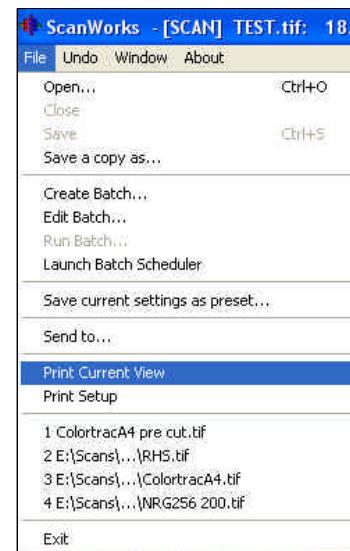 ScanWorks - [SCAN] TEST.tif: 18.
File Undo Window About
Open... Ctrl+O
Close
Save Ctrl+S
Save a copy as...
Create Batch...
Edit Batch...
Run Batch...
Launch Batch Scheduler
Save current settings as preset...
Send to...
Print Current View
Print Setup
1 ColortracA4 pre cut.tif
2 E:\Scans\...\RHS.tif
3 E:\Scans\...\ColortracA4.tif
4 E:\Scans\...\NRG256 200.tif
Exit